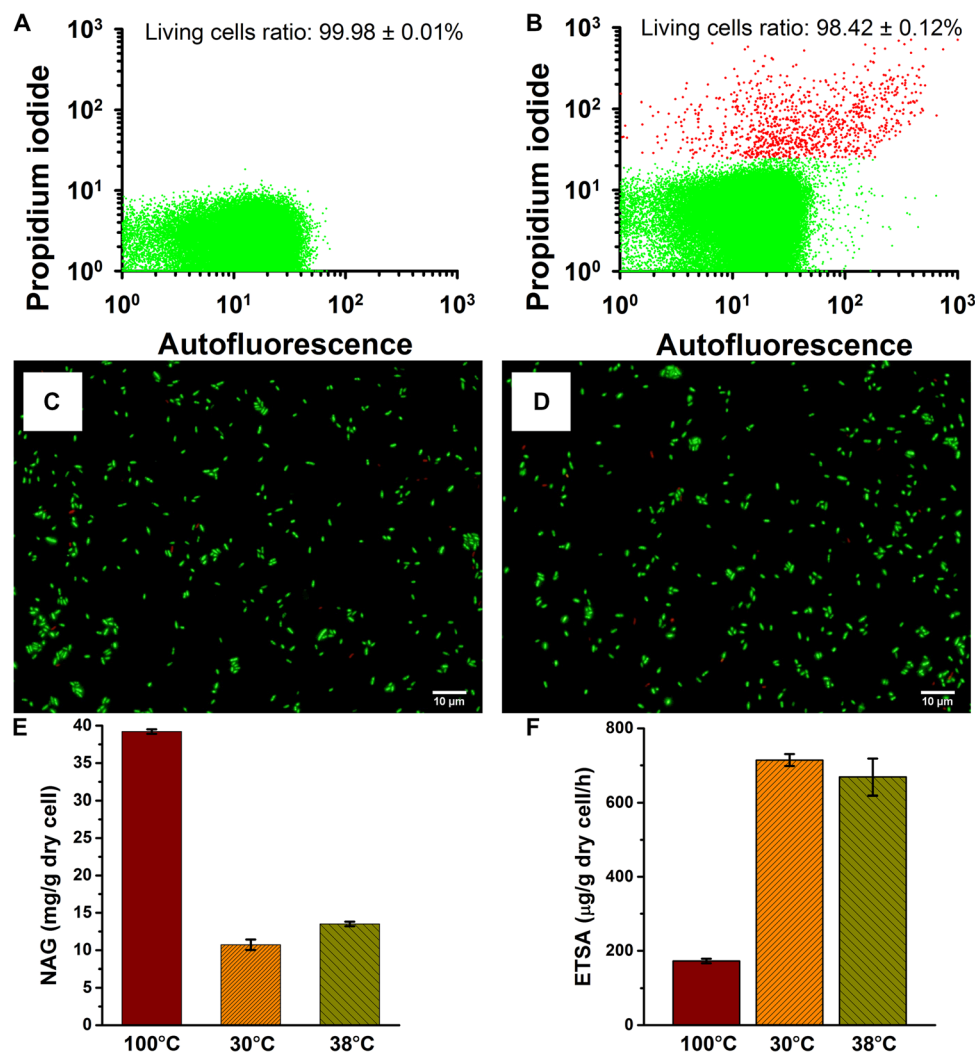 A
Living cells ratio: 99.98 ± 0.01%
Propidium iodide
10³
10²
10¹
10⁰
10⁰ 10¹ 10² 10³
Autofluorescence
B
Living cells ratio: 98.42 ± 0.12%
Propidium iodide
10³
10²
10¹
10⁰
10⁰ 10¹ 10² 10³
Autofluorescence
C
10 µm
D
10 µm
E
NAG (mg/g dry cell)
40
35
30
25
20
15
10
5
0
100°C 30°C 38°C
F
ETSA (µg/g dry cell/h)
800
600
400
200
0
100°C 30°C 38°C